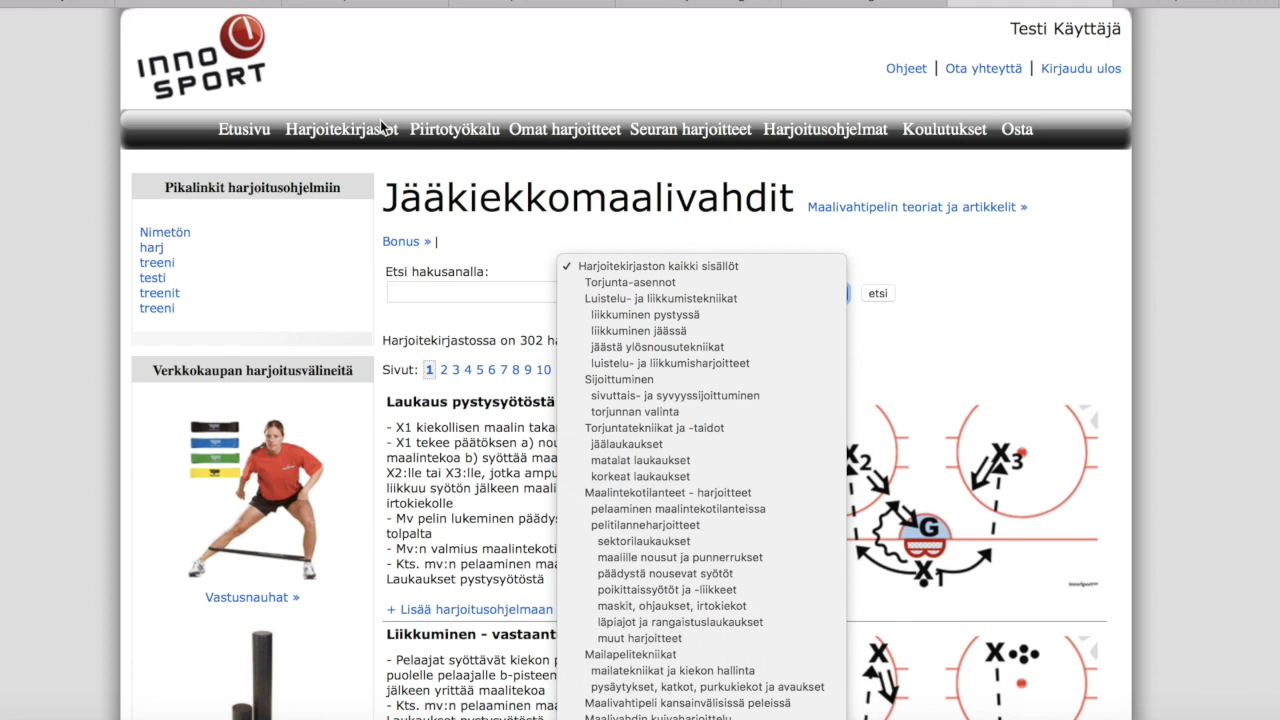 INNO
SPORT
Testi Käyttäjä
Ohjeet | Ota yhteyttä | Kirjaudu ulos
Etusivu Harjoitekirjastot Piirtotyökalu Omat harjoitteet Seuran harjoitteet Harjoitusohjelmat Koulutukset Osta
Pikalinkit harjoitusohjelmiin
Nimetön
harj
treeni
testi
treenit
treeni
Verkkokaupan harjoitusvälineitä
Vastusnauhat »
Jääkiekkomaalivahdit Maalivahtipelin teoriat ja artikkelit »
Bonus » |
Etsi hakusanalla:
etsi
Harjoitekirjastossa on 302
Sivut: 1 2 3 4 5 6 7 8 9 10
Laukaus pystysyötöstä
- X1 kiekollisen maalin taka
- X1 tekee päätöksen a) nou
maalintekoa b) syöttää maa
X2:lle tai X3:lle, jotka ampu
liikkuu syötön jälkeen maali
irtokiekolle
- Mv pelin lukeminen päädys
tolpalta
- Mv:n valmius maalintekoti
- Kts. mv:n pelaaminen maa
Laukaukset pystysyötöstä
+ Lisää harjoitusohjelmaan
Liikkuminen - vastaant
- Pelaajat syöttävät kiekon p
puolelle pelaajalle b-pisteen
jälkeen yrittää maalitekoa
- Kts. mv:n pelaaminen maa
Laukaukset pystysyötöstä
✓ Harjoitekirjaston kaikki sisällöt
Torjunta-asennot
Luistelu- ja liikkumistekniikat
liikkuminen pystyssä
liikkuminen jäässä
jäästä ylösnousutekniikat
luistelu- ja liikkumisharjoitteet
Sijoittuminen
sivuttais- ja syvyyssijoittuminen
torjunnan valinta
Torjuntatekniikat ja -taidot
jäälaukaukset
matalat laukaukset
korkeat laukaukset
Maalintekotilanteet - harjoitteet
pelaaminen maalintekotilanteissa
pelitilanneharjoitteet
sektorilaukaukset
maalille nousut ja punnerrukset
päädystä nousevat syötöt
poikittaissyötöt ja -liikkeet
maskit, ohjaukset, irtokiekot
läpiajot ja rangaistuslaukaukset
muut harjoitteet
Mailapelitekniikat
mailatekniikat ja kiekon hallinta
pysäytykset, katkot, purkukiekot ja avaukset
Maalivahtipeli kansainvälisissä peleissä
Maalivahdin kuivaharjoittelu
X2
X3
G
X1
InnoSport
X X